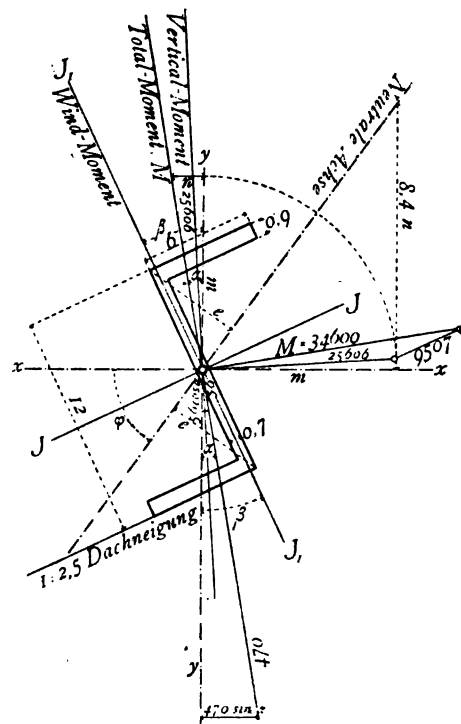 Vertical-Moment
Total-Moment. M
J₁
Wind-Moment
Neutrale Achse
y
n
25606
β
6
0,9
8 4 n
m
e
J
M = 34600
25606
9507
x
x
m
φ
12
J
0,7
x
β
1 : 2,5 Dachneigung
J₁
y
470
470 sin